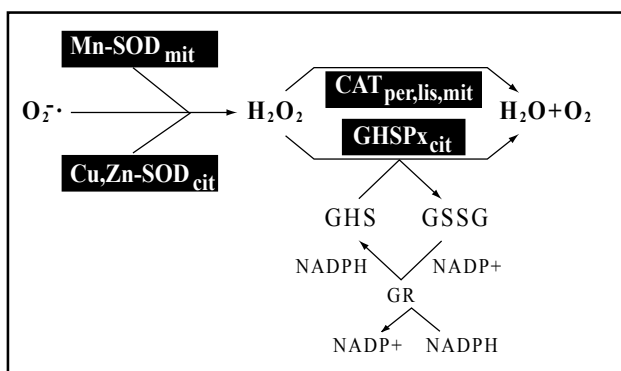 Mn-SOD mit
O₂⁻· H₂O₂ CAT per,lis,mit H₂O+O₂
GHSPx cit
Cu,Zn-SOD cit
GHS GSSG
NADPH NADP+
GR
NADP+ NADPH